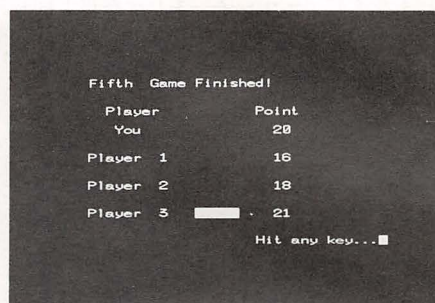 Fifth Game Finished!
Player Point
You 20
Player 1 16
Player 2 18
Player 3 21
Hit any key...